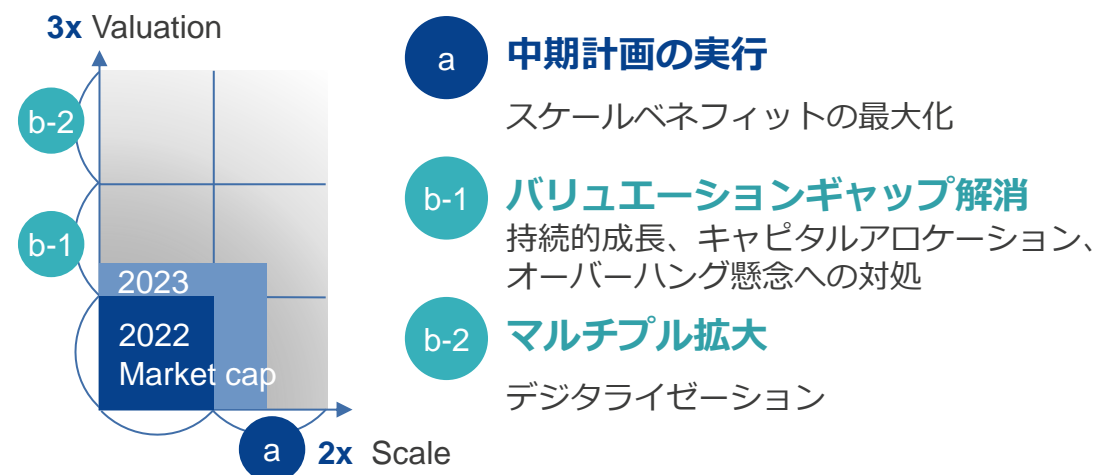 3x Valuation
b-2
b-1
2023
2022
Market cap
a
2x Scale
a
中期計画の実行
スケールベネフィットの最大化
b-1
バリュエーションギャップ解消
持続的成長、キャピタルアロケーション、
オーバーハング懸念への対処
b-2
マルチプル拡大
デジタライゼーション